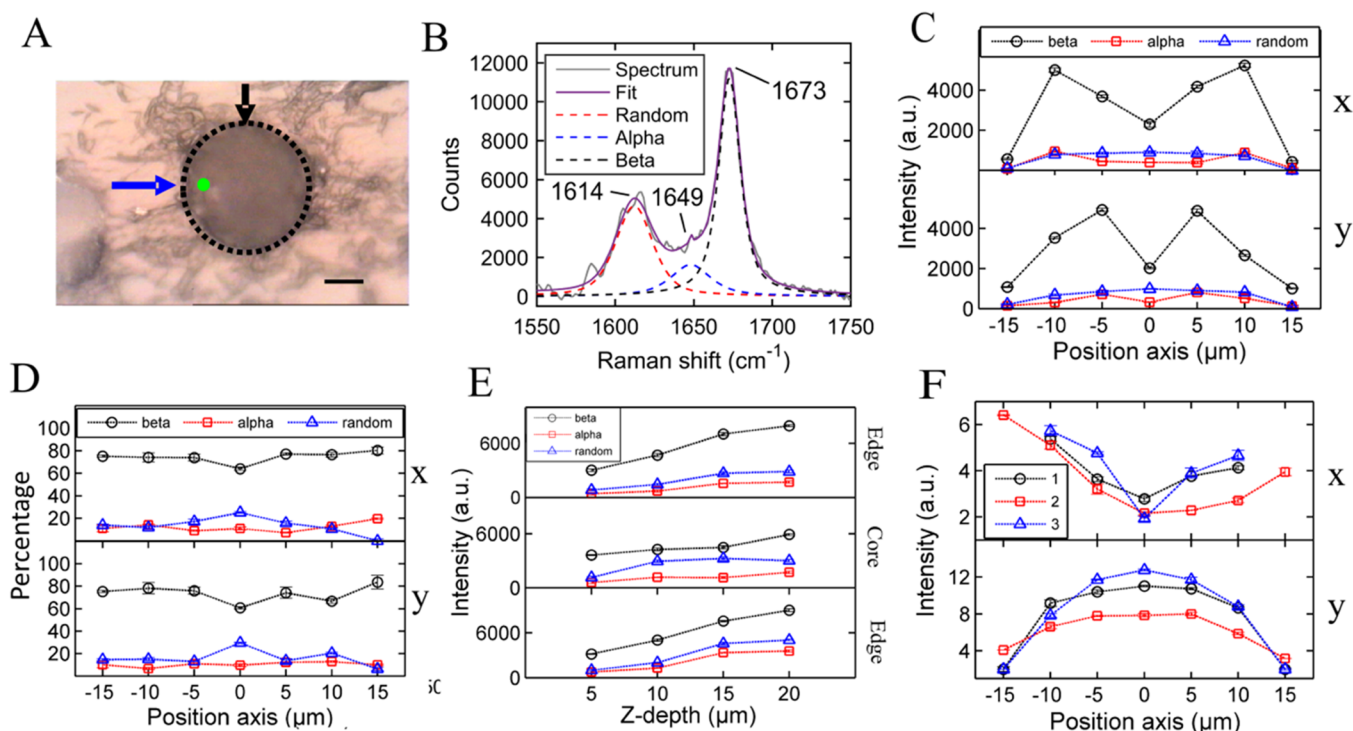 A
B
12000
10000
8000
6000
4000
2000
0
Counts
Spectrum
Fit
Random
Alpha
Beta
1673
1614
1649
1550
1600
1650
1700
1750
Raman shift (cm-1)
C
beta
alpha
random
4000
2000
x
4000
2000
0
y
Intensity (a.u.)
-15
-10
-5
0
5
10
15
Position axis (µm)
D
beta
alpha
random
100
80
60
40
20
x
100
80
60
40
20
y
Percentage
-15
-10
-5
0
5
10
15
Position axis (µm)
E
beta
alpha
random
6000
0
Edge
6000
0
Core
6000
0
Edge
Intensity (a.u.)
5
10
15
20
Z-depth (µm)
F
6
4
2
1
2
3
x
12
8
4
y
Intensity (a.u.)
-15
-10
-5
0
5
10
15
Position axis (µm)